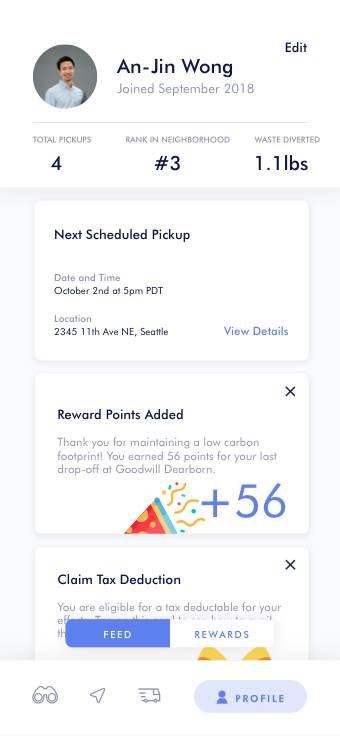 Edit
An-Jin Wong
Joined September 2018
TOTAL PICKUPS
RANK IN NEIGHBORHOOD
WASTE DIVERTED
4
#3
1.1lbs
Next Scheduled Pickup
Date and Time
October 2nd at 5pm PDT
Location
2345 11th Ave NE, Seattle
View Details
Reward Points Added
Thank you for maintaining a low carbon
footprint! You earned 56 points for your last
drop-off at Goodwill Dearborn.
+56
Claim Tax Deduction
You are eligible for a tax deductable for your
FEED
REWARDS
PROFILE